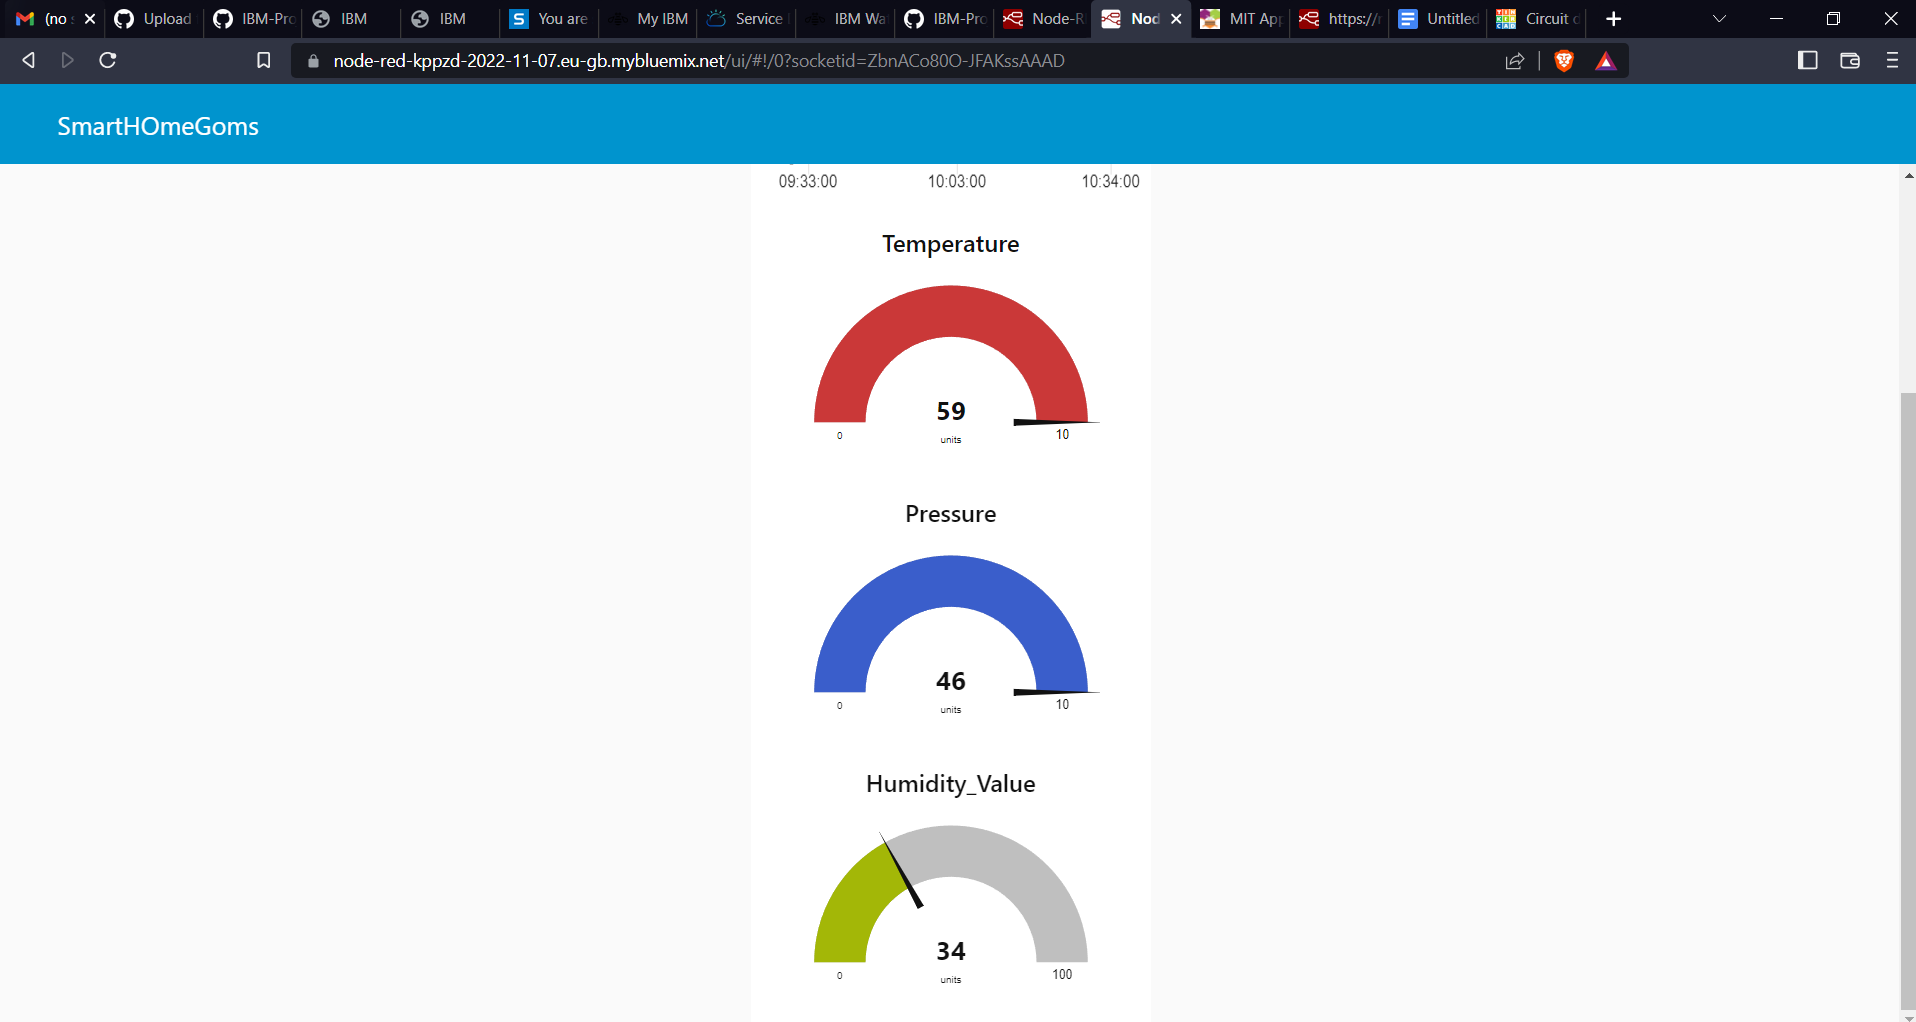 (no
Upload
IBM-Pro
IBM
IBM
You are
My IBM
Service
IBM Wa
IBM-Pro
Node-R
Nod
MIT App
https://r
Untitled
Circuit d
node-red-kppzd-2022-11-07.eu-gb.mybluemix.net/ui/#!/0?socketid=ZbnACo80O-JFAKssAAAD
SmartHOmeGoms
09:33:00 10:03:00 10:34:00
Temperature
59
0 units 10
Pressure
46
0 units 10
Humidity_Value
34
0 units 100